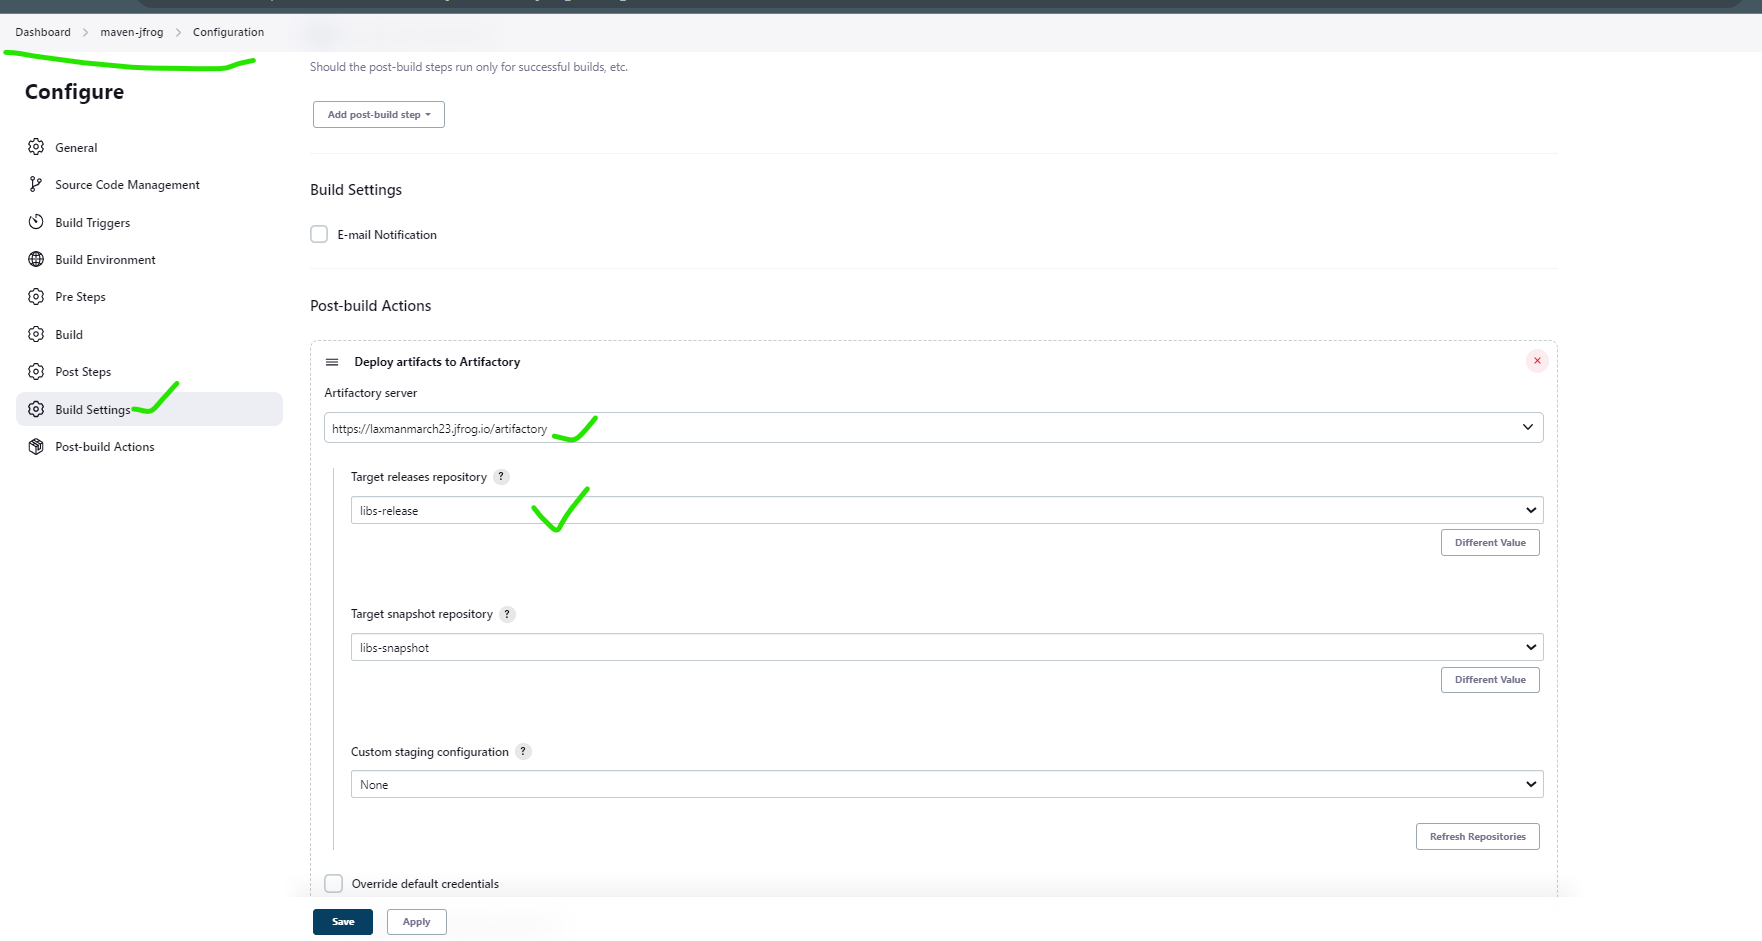 Dashboard > maven-jfrog > Configuration
Configure
General
Source Code Management
Build Triggers
Build Environment
Pre Steps
Build
Post Steps
Build Settings
Post-build Actions
Should the post-build steps run only for successful builds, etc.
Add post-build step
Build Settings
E-mail Notification
Post-build Actions
Deploy artifacts to Artifactory
Artifactory server
https://laxmanmarch23.jfrog.io/artifactory
Target releases repository ?
libs-release
Different Value
Target snapshot repository ?
libs-snapshot
Different Value
Custom staging configuration ?
None
Refresh Repositories
Override default credentials
Save Apply